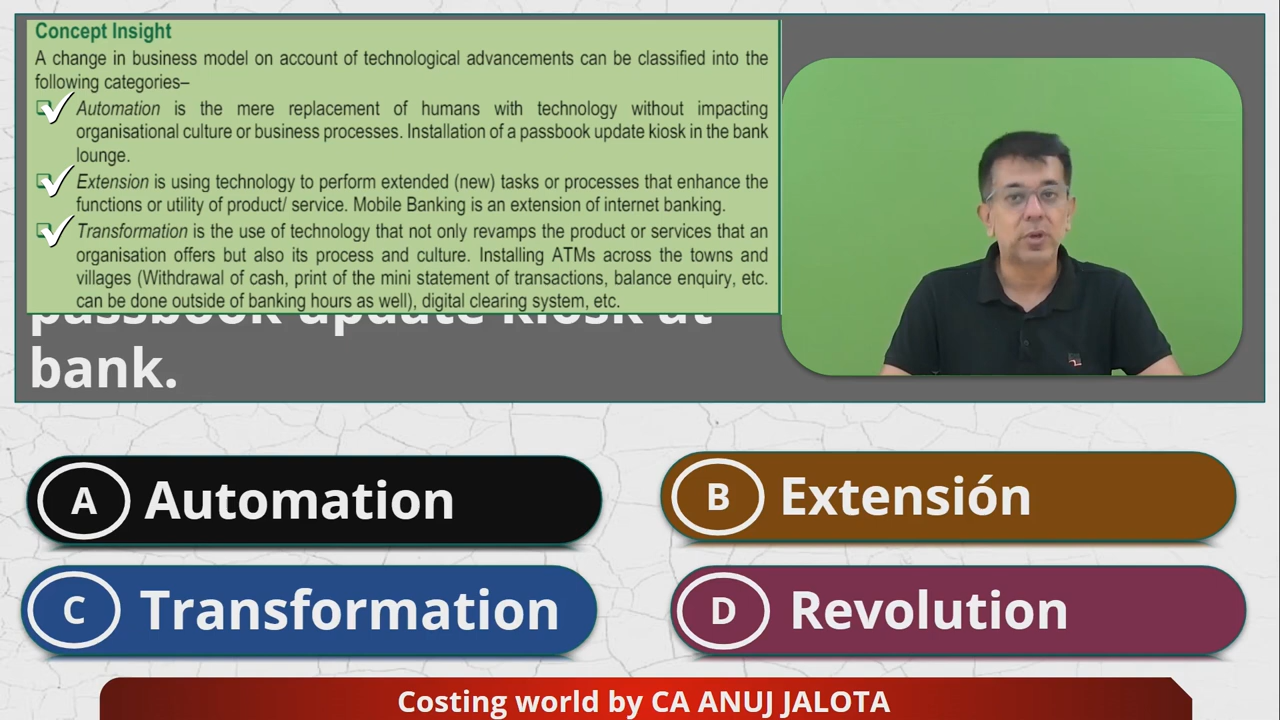 Concept Insight
A change in business model on account of technological advancements can be classified into the
following categories–
Automation is the mere replacement of humans with technology without impacting
organisational culture or business processes. Installation of a passbook update kiosk in the bank
lounge.
Extension is using technology to perform extended (new) tasks or processes that enhance the
functions or utility of product/ service. Mobile Banking is an extension of internet banking.
Transformation is the use of technology that not only revamps the product or services that an
organisation offers but also its process and culture. Installing ATMs across the towns and
villages (Withdrawal of cash, print of the mini statement of transactions, balance enquiry, etc.
can be done outside of banking hours as well), digital clearing system, etc.
passbook update kiosk at
bank.
A Automation
B Extensión
C Transformation
D Revolution
Costing world by CA ANUJ JALOTA